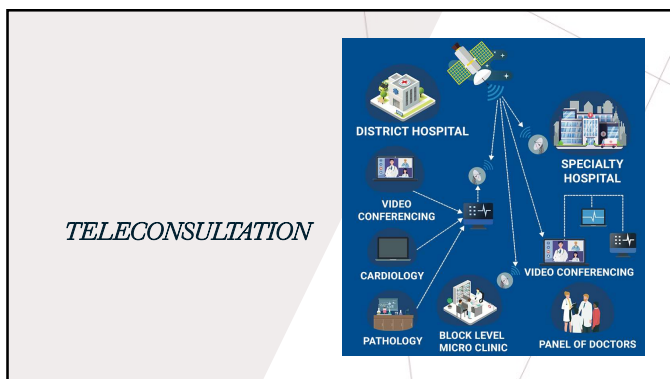 TELECONSULTATION
DISTRICT HOSPITAL
SPECIALTY
HOSPITAL
VIDEO
CONFERENCING
CARDIOLOGY
VIDEO CONFERENCING
PATHOLOGY
BLOCK LEVEL
MICRO CLINIC
PANEL OF DOCTORS